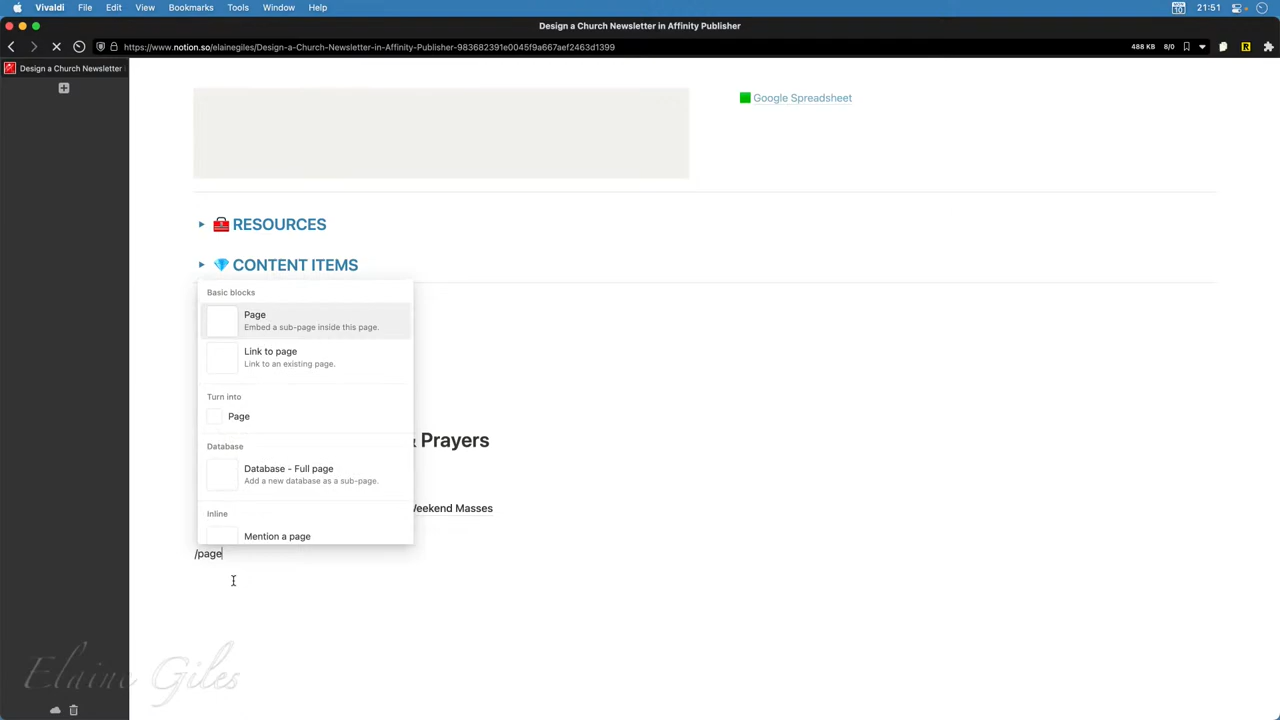 Vivaldi File Edit View Bookmarks Tools Window Help 21:51
Design a Church Newsletter in Affinity Publisher
https://www.notion.so/elainegiles/Design-a-Church-Newsletter-in-Affinity-Publisher-983682391e0045f9a667aef2463d1399 488 KB 8/0
Design a Church Newsletter
Google Spreadsheet
RESOURCES
CONTENT ITEMS
Basic blocks
Page
Embed a sub-page inside this page.
Link to page
Link to an existing page.
Turn into
Page
& Prayers
Database
Database - Full page
Add a new database as a sub-page.
Weekend Masses
Inline
Mention a page
/page
Elaine Giles